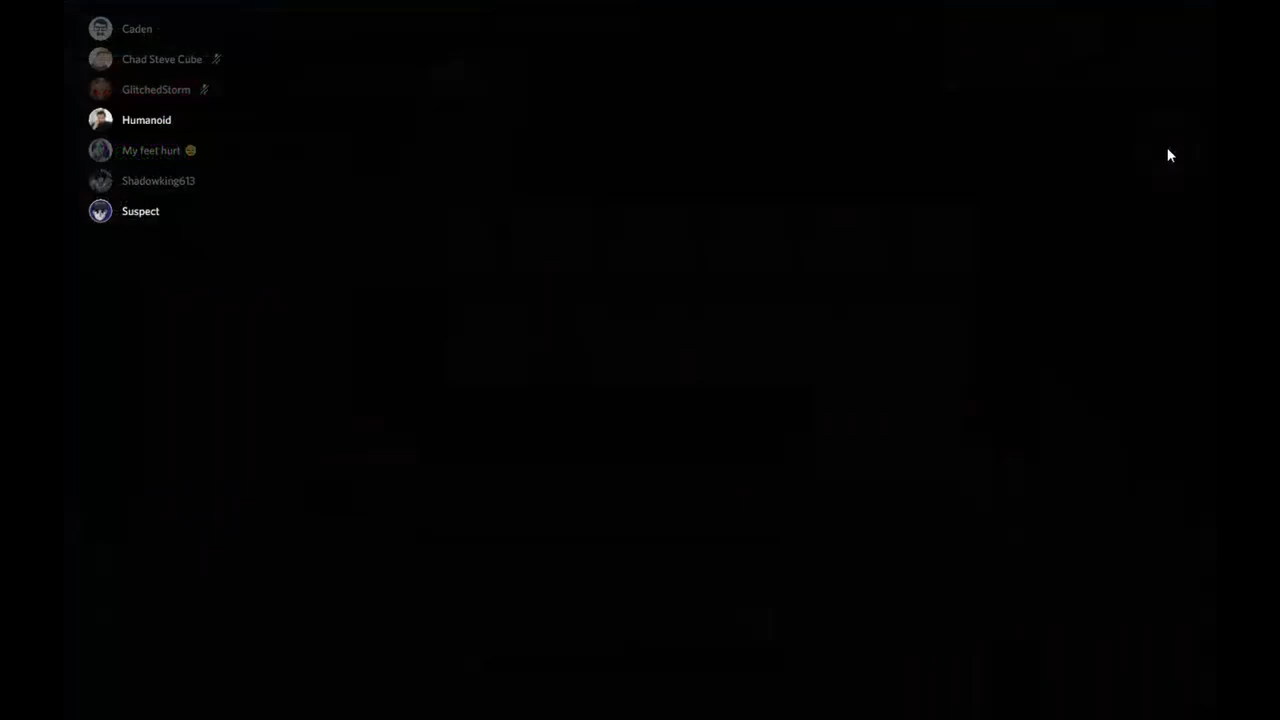 Caden
Chad Steve Cube
GlitchedStorm
Humanoid
My feet hurt 😔
Shadowking613
Suspect